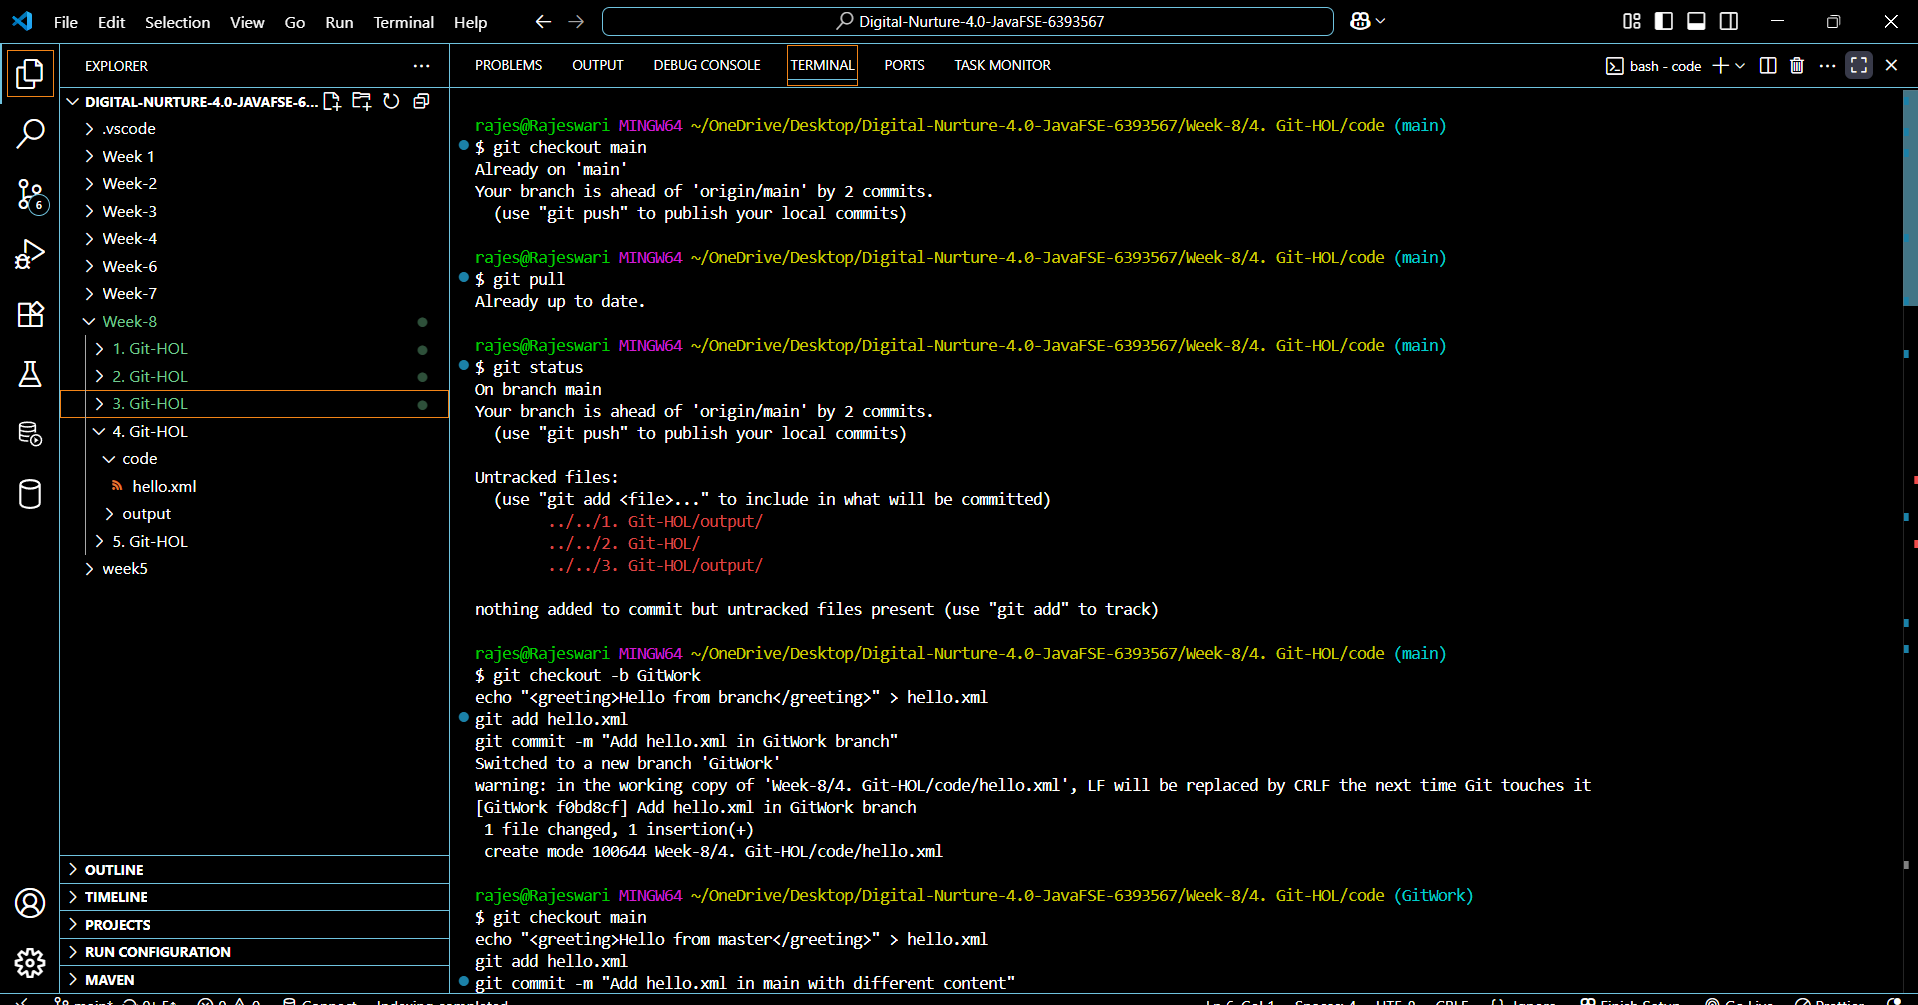 File Edit Selection View Go Run Terminal Help
Digital-Nurture-4.0-JavaFSE-6393567
EXPLORER
DIGITAL-NURTURE-4.0-JAVAFSE-6...
.vscode
Week 1
Week-2
Week-3
Week-4
Week-6
Week-7
Week-8
1. Git-HOL
2. Git-HOL
3. Git-HOL
4. Git-HOL
code
hello.xml
output
5. Git-HOL
week5
6
OUTLINE
TIMELINE
PROJECTS
RUN CONFIGURATION
MAVEN
PROBLEMS OUTPUT DEBUG CONSOLE TERMINAL PORTS TASK MONITOR
bash - code
rajes@Rajeswari MINGW64 ~/OneDrive/Desktop/Digital-Nurture-4.0-JavaFSE-6393567/Week-8/4. Git-HOL/code (main)
$ git checkout main
Already on 'main'
Your branch is ahead of 'origin/main' by 2 commits.
(use "git push" to publish your local commits)
rajes@Rajeswari MINGW64 ~/OneDrive/Desktop/Digital-Nurture-4.0-JavaFSE-6393567/Week-8/4. Git-HOL/code (main)
$ git pull
Already up to date.
rajes@Rajeswari MINGW64 ~/OneDrive/Desktop/Digital-Nurture-4.0-JavaFSE-6393567/Week-8/4. Git-HOL/code (main)
$ git status
On branch main
Your branch is ahead of 'origin/main' by 2 commits.
(use "git push" to publish your local commits)
Untracked files:
(use "git add <file>..." to include in what will be committed)
../../1. Git-HOL/output/
../../2. Git-HOL/
../../3. Git-HOL/output/
nothing added to commit but untracked files present (use "git add" to track)
rajes@Rajeswari MINGW64 ~/OneDrive/Desktop/Digital-Nurture-4.0-JavaFSE-6393567/Week-8/4. Git-HOL/code (main)
$ git checkout -b GitWork
echo "<greeting>Hello from branch</greeting>" > hello.xml
git add hello.xml
git commit -m "Add hello.xml in GitWork branch"
Switched to a new branch 'GitWork'
warning: in the working copy of 'Week-8/4. Git-HOL/code/hello.xml', LF will be replaced by CRLF the next time Git touches it
[GitWork f0bd8cf] Add hello.xml in GitWork branch
1 file changed, 1 insertion(+)
create mode 100644 Week-8/4. Git-HOL/code/hello.xml
rajes@Rajeswari MINGW64 ~/OneDrive/Desktop/Digital-Nurture-4.0-JavaFSE-6393567/Week-8/4. Git-HOL/code (GitWork)
$ git checkout main
echo "<greeting>Hello from master</greeting>" > hello.xml
git add hello.xml
git commit -m "Add hello.xml in main with different content"